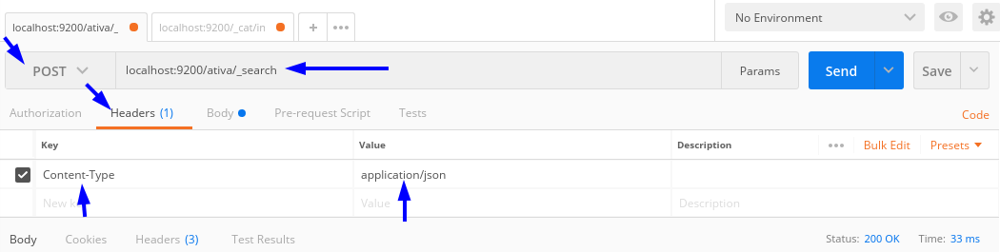 localhost:9200/ativa/_ localhost:9200/_cat/in + ••• No Environment
POST localhost:9200/ativa/_search Params Send Save
Authorization Headers (1) Body Pre-request Script Tests Code
Key Value Description ••• Bulk Edit Presets
Content-Type application/json
New Value Description
Body Cookies Headers (3) Test Results Status: 200 OK Time: 33 ms